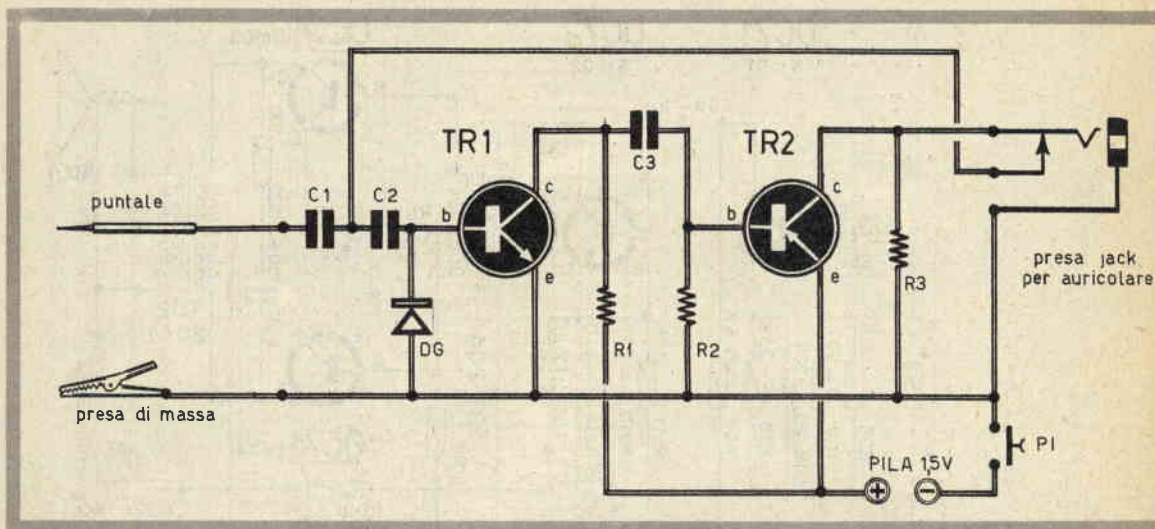 TR1
TR2
C3
c
c
puntale
C1
C2
b
b
e
e
R3
presa jack
per auricolare
DG
R1
R2
presa di massa
PILA 1,5V
P1
+
−